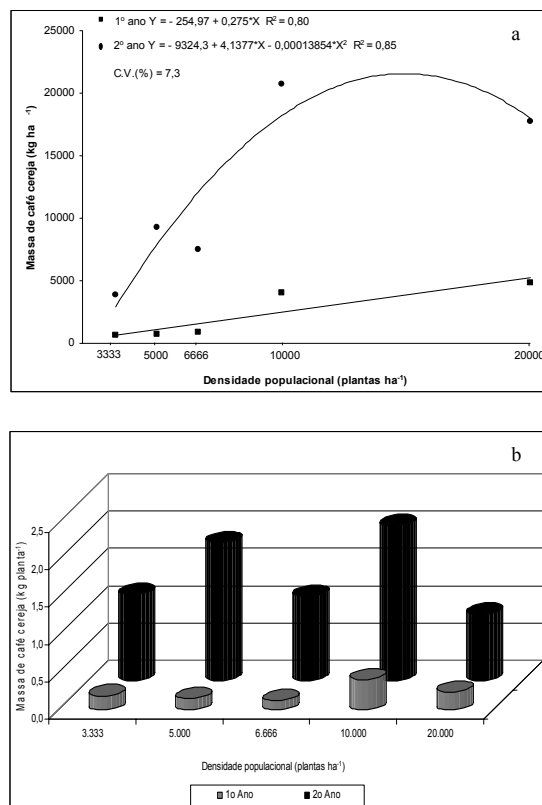 1º ano Y = - 254,97 + 0,275*X R² = 0,80
2º ano Y = - 9324,3 + 4,1377*X - 0,00013854*X² R² = 0,85
C.V.(%) = 7,3
a
Massa de café cereja (kg ha⁻¹)
25000
20000
15000
10000
5000
0
3333 5000 6666 10000 20000
Densidade populacional (plantas ha⁻¹)
b
Massa de café cereja (kg planta⁻¹)
2,5
2,0
1,5
1,0
0,5
0,0
3.333 5.000 6.666 10.000 20.000
Densidade populacional (plantas ha⁻¹)
1o Ano 2o Ano